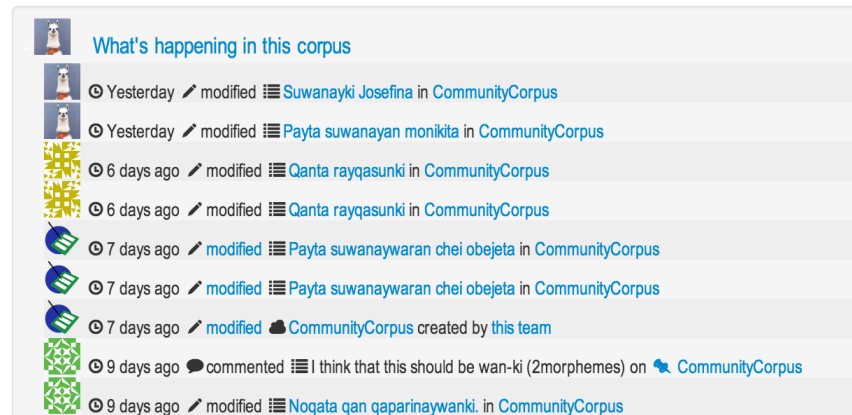 What's happening in this corpus
Yesterday modified Suwanayki Josefina in CommunityCorpus
Yesterday modified Payta suwanayan monikita in CommunityCorpus
6 days ago modified Qanta rayqasunki in CommunityCorpus
6 days ago modified Qanta rayqasunki in CommunityCorpus
7 days ago modified Payta suwanaywaran chei obejeta in CommunityCorpus
7 days ago modified Payta suwanaywaran chei obejeta in CommunityCorpus
7 days ago modified CommunityCorpus created by this team
9 days ago commented I think that this should be wan-ki (2morphemes) on CommunityCorpus
9 days ago modified Noqata qan qaparinaywanki. in CommunityCorpus